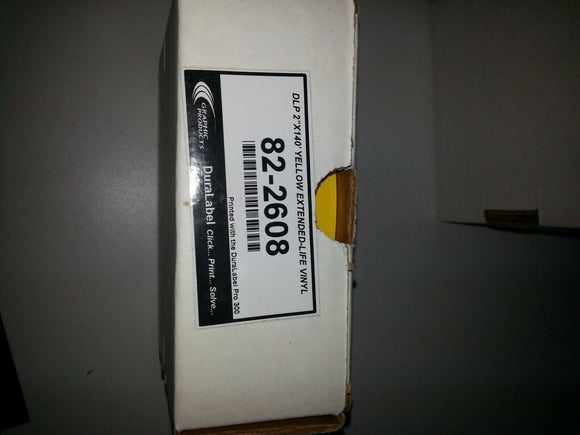 DLP 2"X140' YELLOW EXTENDED-LIFE VINYL
82-2608
Printed with the DuraLabel Pro 300
GRAPHIC
PRODUCTS
DuraLabel Click... Print... Solve...